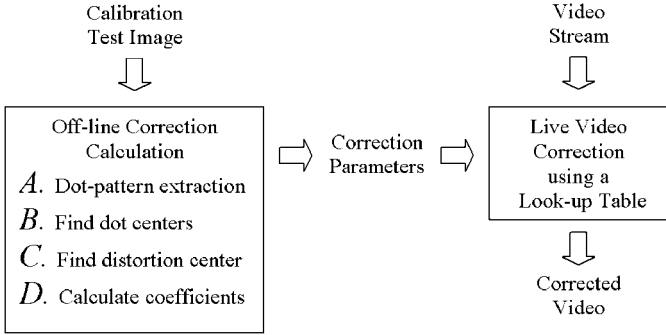 Calibration
Test Image
Off-line Correction
Calculation
A. Dot-pattern extraction
B. Find dot centers
C. Find distortion center
D. Calculate coefficients
Correction
Parameters
Video
Stream
Live Video
Correction
using a
Look-up Table
Corrected
Video